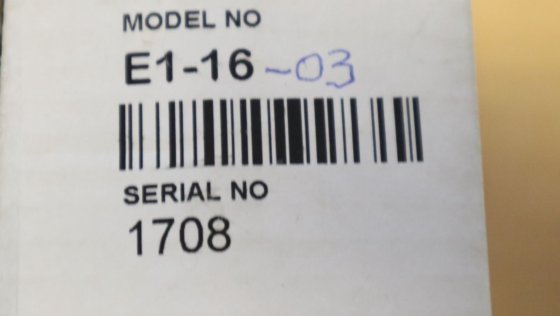 MODEL NO
E1-16-03
SERIAL NO
1708